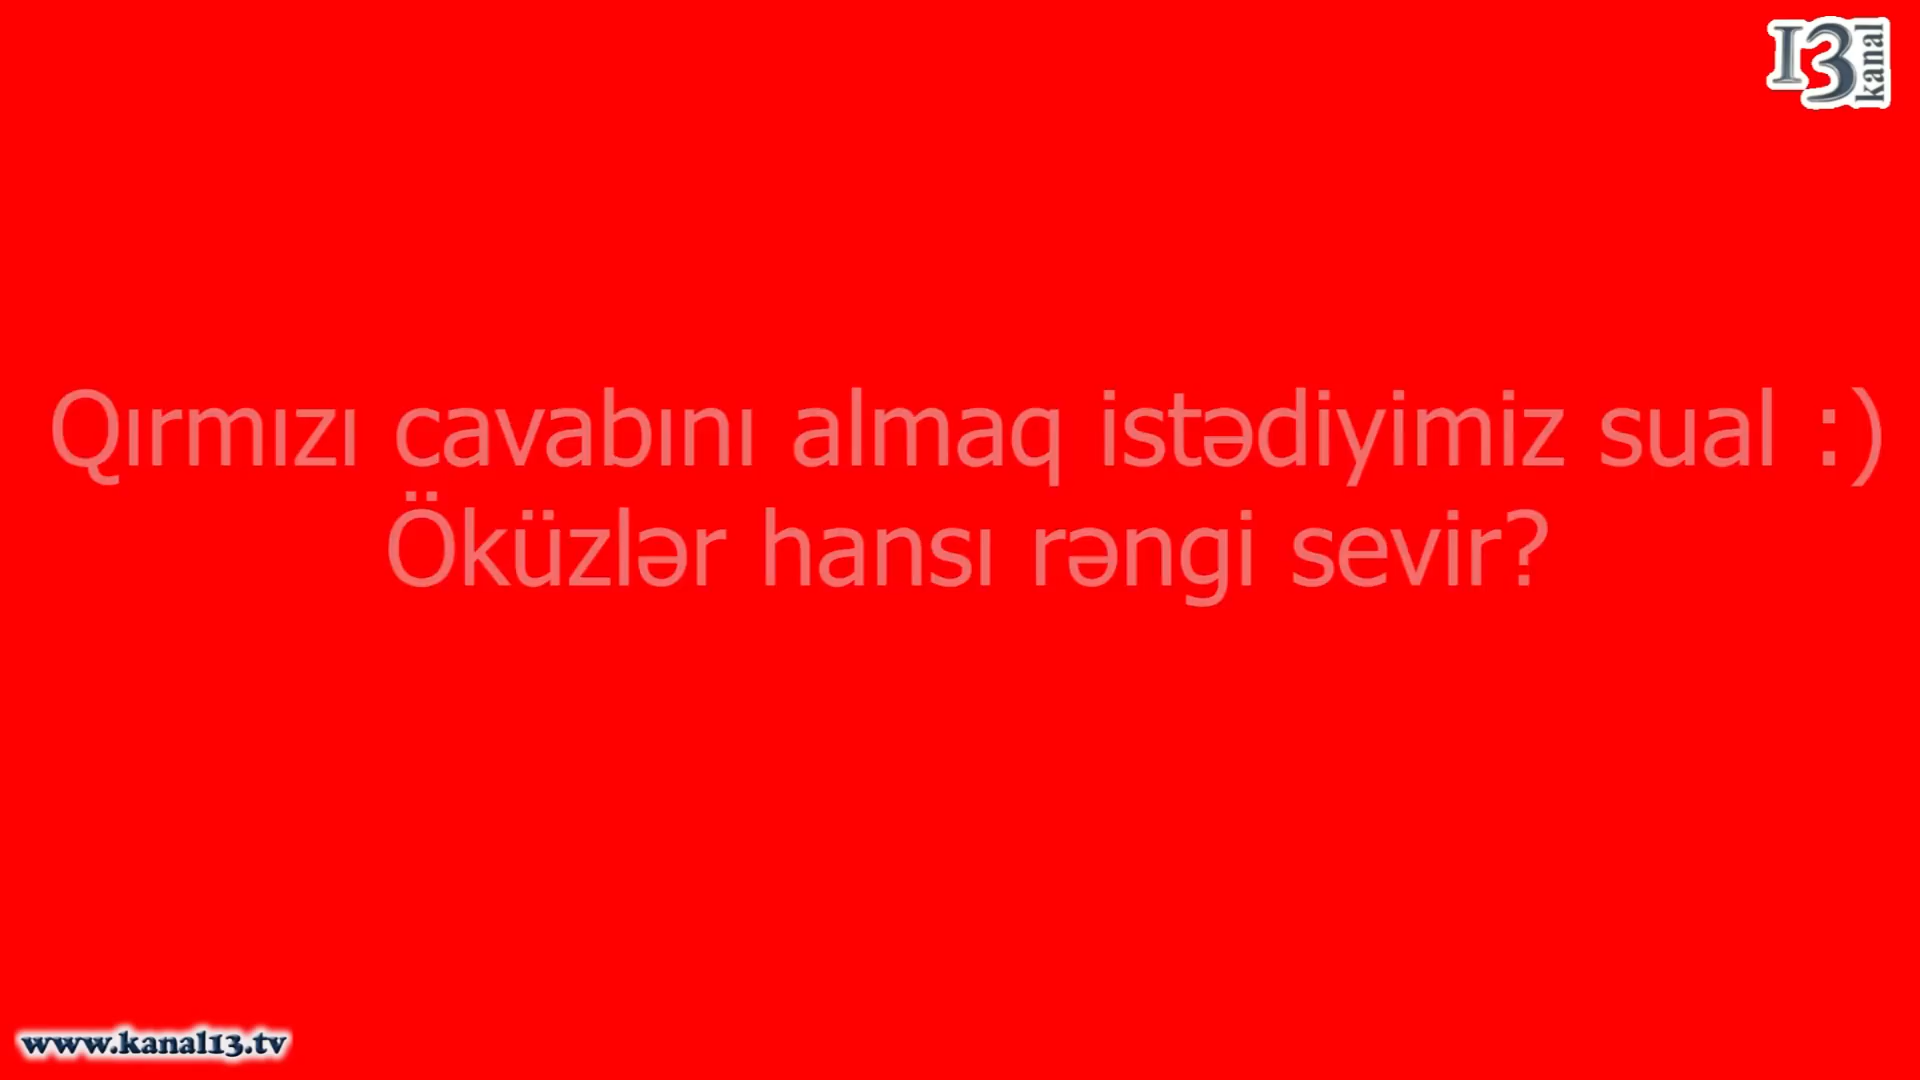 13 kanal
Qırmızı cavabını almaq istədiyimiz sual :)
Öküzlər hansı rəngi sevir?
www.kanal13.tv